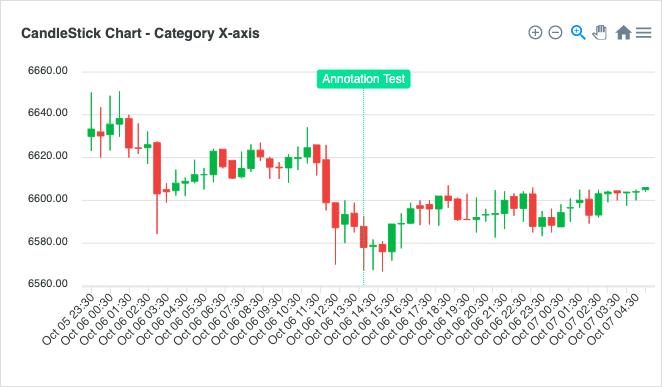 CandleStick Chart - Category X-axis
Annotation Test
6660.00
6640.00
6620.00
6600.00
6580.00
6560.00
Oct 05 23:30
Oct 06 00:30
Oct 06 01:30
Oct 06 02:30
Oct 06 03:30
Oct 06 04:30
Oct 06 05:30
Oct 06 06:30
Oct 06 07:30
Oct 06 08:30
Oct 06 09:30
Oct 06 10:30
Oct 06 11:30
Oct 06 12:30
Oct 06 13:30
Oct 06 14:30
Oct 06 15:30
Oct 06 16:30
Oct 06 17:30
Oct 06 18:30
Oct 06 19:30
Oct 06 20:30
Oct 06 21:30
Oct 06 22:30
Oct 06 23:30
Oct 07 00:30
Oct 07 01:30
Oct 07 02:30
Oct 07 03:30
Oct 07 04:30